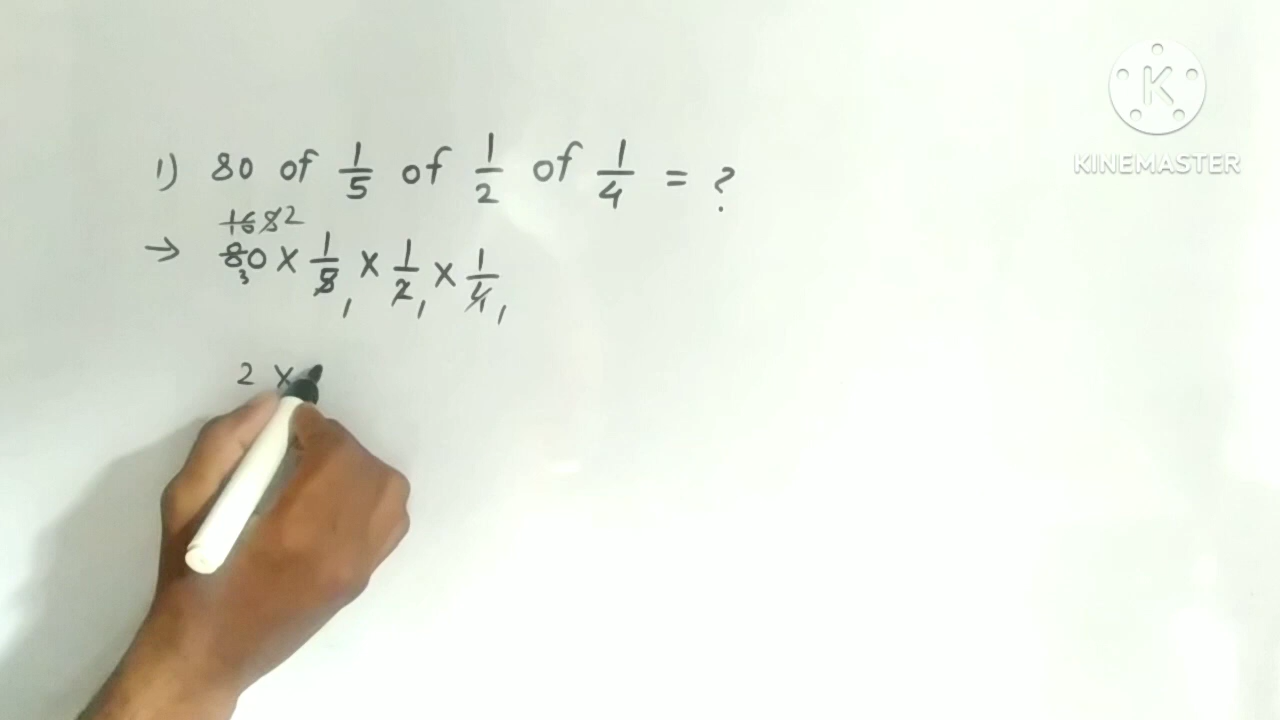 1) 80 of 1/5 of 1/2 of 1/4 = ?
16 8 2
→ 80 × 1/5 × 1/2 × 1/4
3 1 1 1
2 ×
K
KINEMASTER